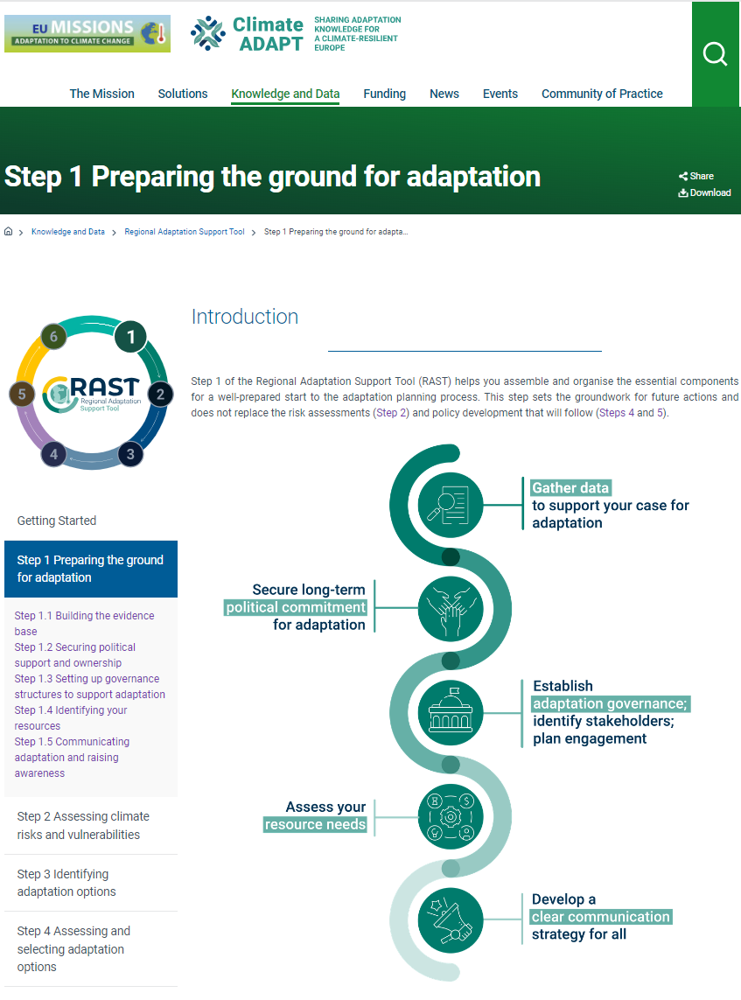 EU MISSIONS
ADAPTATION TO CLIMATE CHANGE
Climate
ADAPT
SHARING ADAPTATION
KNOWLEDGE FOR
A CLIMATE-RESILIENT
EUROPE
The Mission
Solutions
Knowledge and Data
Funding
News
Events
Community of Practice
Step 1 Preparing the ground for adaptation
Share
Download
Knowledge and Data
Regional Adaptation Support Tool
Step 1 Preparing the ground for adapta...
6
1
5
2
4
3
RAST
Regional Adaptation
Support Tool
Getting Started
Step 1 Preparing the ground
for adaptation
Step 1.1 Building the evidence
base
Step 1.2 Securing political
support and ownership
Step 1.3 Setting up governance
structures to support adaptation
Step 1.4 Identifying your
resources
Step 1.5 Communicating
adaptation and raising
awareness
Step 2 Assessing climate
risks and vulnerabilities
Step 3 Identifying
adaptation options
Step 4 Assessing and
selecting adaptation
options
Introduction
Step 1 of the Regional Adaptation Support Tool (RAST) helps you assemble and organise the essential components
for a well-prepared start to the adaptation planning process. This step sets the groundwork for future actions and
does not replace the risk assessments (Step 2) and policy development that will follow (Steps 4 and 5).
Gather data
to support your case for
adaptation
Secure long-term
political commitment
for adaptation
Establish
adaptation governance;
identify stakeholders;
plan engagement
Assess your
resource needs
$
Develop a
clear communication
strategy for all